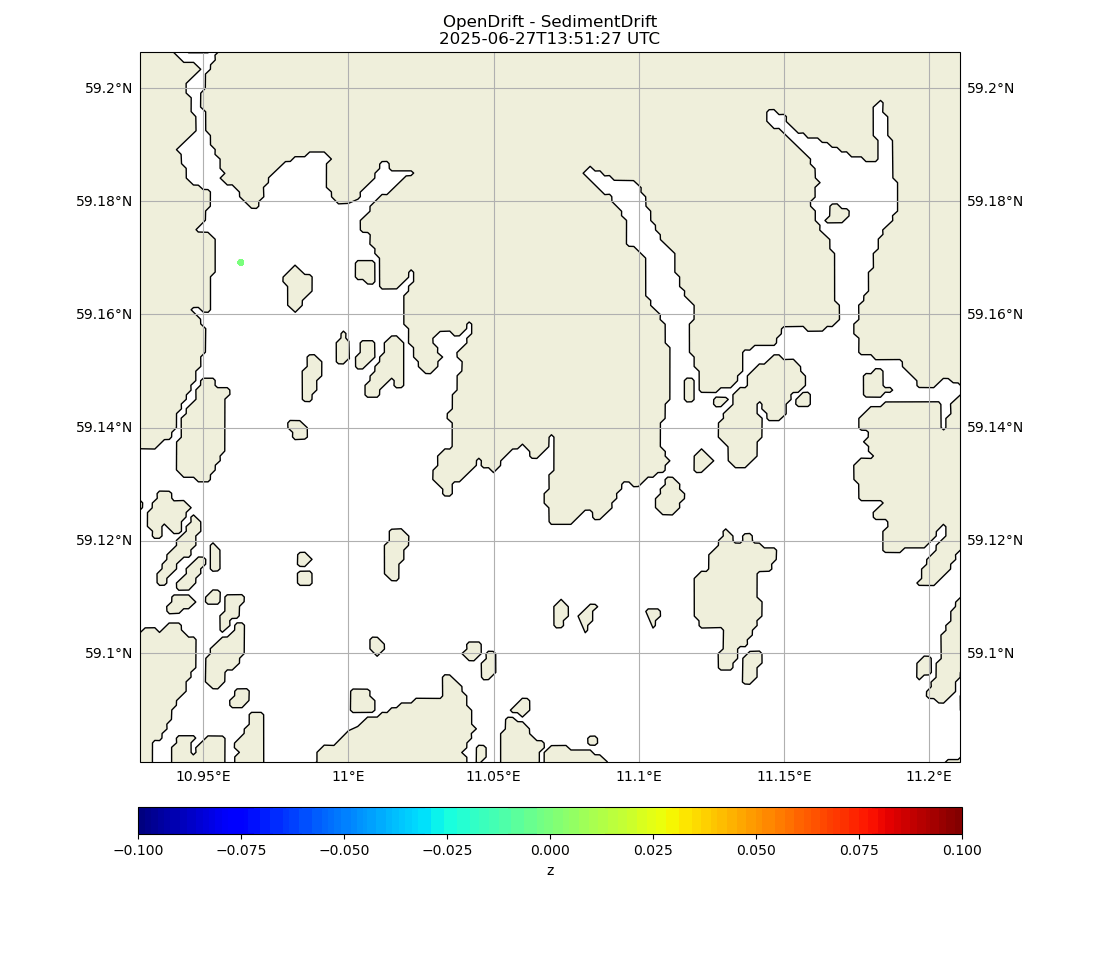 OpenDrift - SedimentDrift
2025-06-27T13:51:27 UTC
59.2°N 59.2°N
59.18°N 59.18°N
59.16°N 59.16°N
59.14°N 59.14°N
59.12°N 59.12°N
59.1°N 59.1°N
10.95°E 11°E 11.05°E 11.1°E 11.15°E 11.2°E
−0.100 −0.075 −0.050 −0.025 0.000 0.025 0.050 0.075 0.100
z